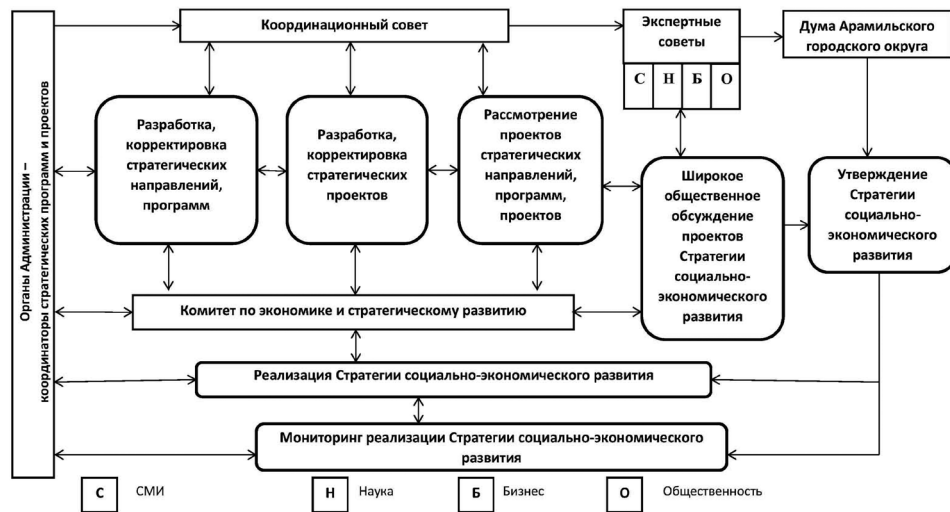 Органы Администрации –
координаторы стратегических программ и проектов
Координационный совет
Экспертные
советы
С Н Б О
Дума Арамильского
городского округа
Разработка,
корректировка
стратегических
направлений,
программ
Разработка,
корректировка
стратегических
проектов
Рассмотрение
проектов
стратегических
направлений,
программ,
проектов
Широкое
общественное
обсуждение
проектов
Стратегии
социально-
экономического
развития
Утверждение
Стратегии
социально-
экономического
развития
Комитет по экономике и стратегическому развитию
Реализация Стратегии социально-экономического развития
Мониторинг реализации Стратегии социально-экономического
развития
С СМИ Н Наука Б Бизнес О Общественность